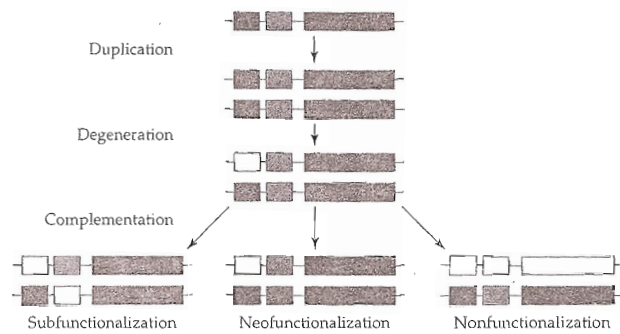 Duplication
Degeneration
Complementation
Subfunctionalization
Neofunctionalization
Nonfunctionalization